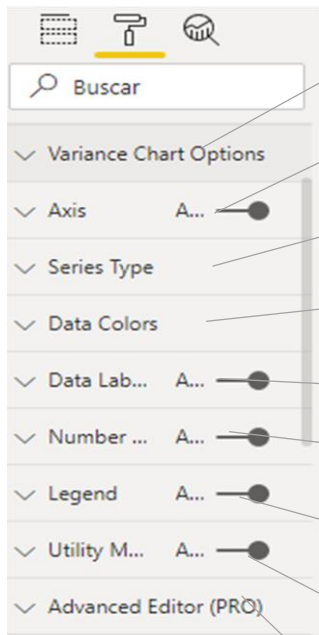 Buscar
Variance Chart Options
Axis A...
Series Type
Data Colors
Data Lab... A...
Number ... A...
Legend A...
Utility M... A...
Advanced Editor (PRO)